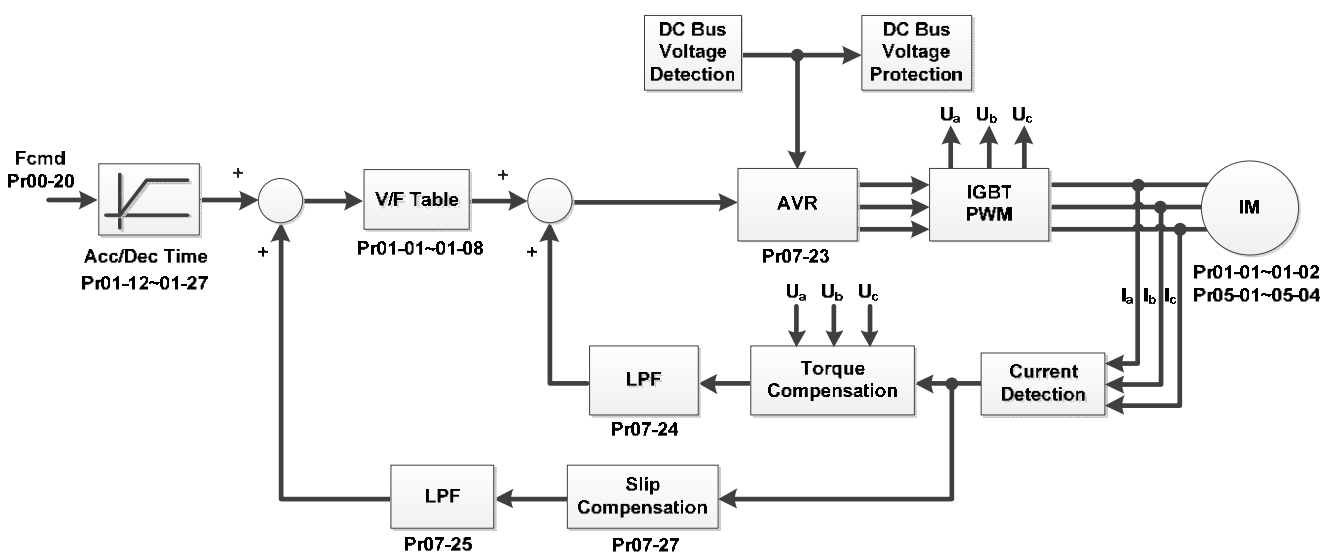 DC Bus
Voltage
Detection
DC Bus
Voltage
Protection
Ua Ub Uc
Fcmd
Pr00-20
+
+
V/F Table
Pr01-01~01-08
+
+
AVR
Pr07-23
IGBT
PWM
IM
Acc/Dec Time
Pr01-12~01-27
Pr01-01~01-02
Pr05-01~05-04
Ia Ib Ic
Ua Ub Uc
LPF
Pr07-24
Torque
Compensation
Current
Detection
LPF
Pr07-25
Slip
Compensation
Pr07-27